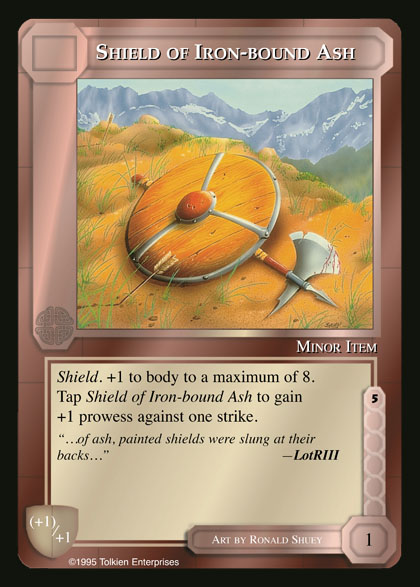 Shield of Iron-bound Ash
Minor Item
Shield. +1 to body to a maximum of 8.
Tap Shield of Iron-bound Ash to gain
+1 prowess against one strike.
“…of ash, painted shields were slung at their
backs…” –LotRIII
5
(+1)/+1
Art by Ronald Shuey
1
©1995 Tolkien Enterprises